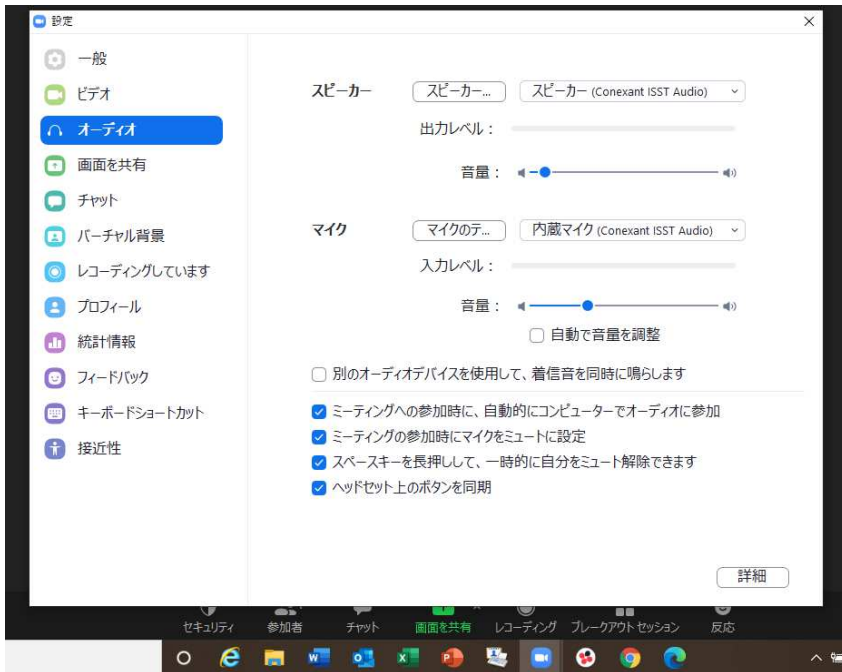 設定
一般
ビデオ
オーディオ
画面を共有
チャット
バーチャル背景
レコーディングしています
プロフィール
統計情報
フィードバック
キーボードショートカット
接近性
スピーカー スピーカー... スピーカー (Conexant ISST Audio)
出力レベル：
音量：
マイク マイクのテ... 内蔵マイク (Conexant ISST Audio)
入力レベル：
音量：
自動で音量を調整
別のオーディオデバイスを使用して、着信音を同時に鳴らします
ミーティングへの参加時に、自動的にコンピューターでオーディオに参加
ミーティングの参加時にマイクをミュートに設定
スペースキーを長押しして、一時的に自分をミュート解除できます
ヘッドセット上のボタンを同期
詳細
セキュリティ 参加者 チャット 画面を共有 レコーディング ブレークアウト セッション 反応